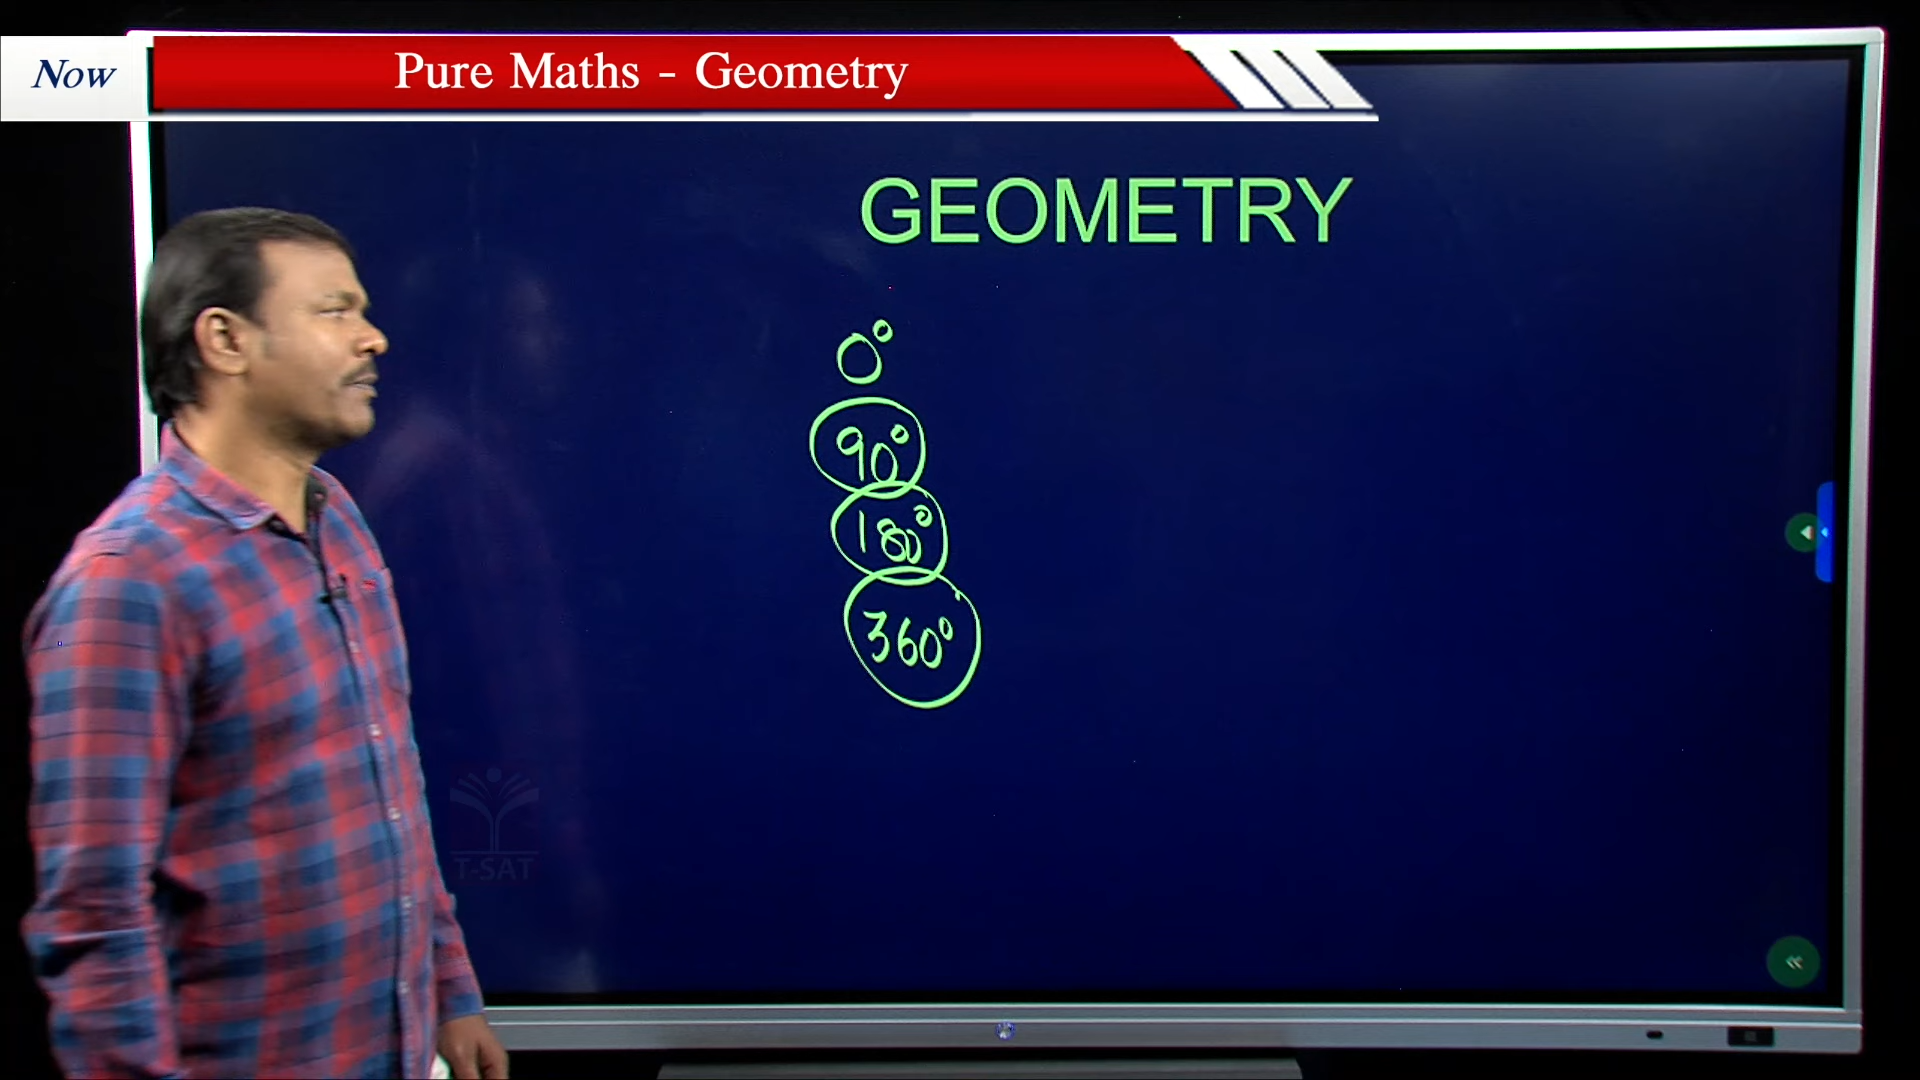 Now
Pure Maths - Geometry
GEOMETRY
0°
90°
180°
360°
T-SAT